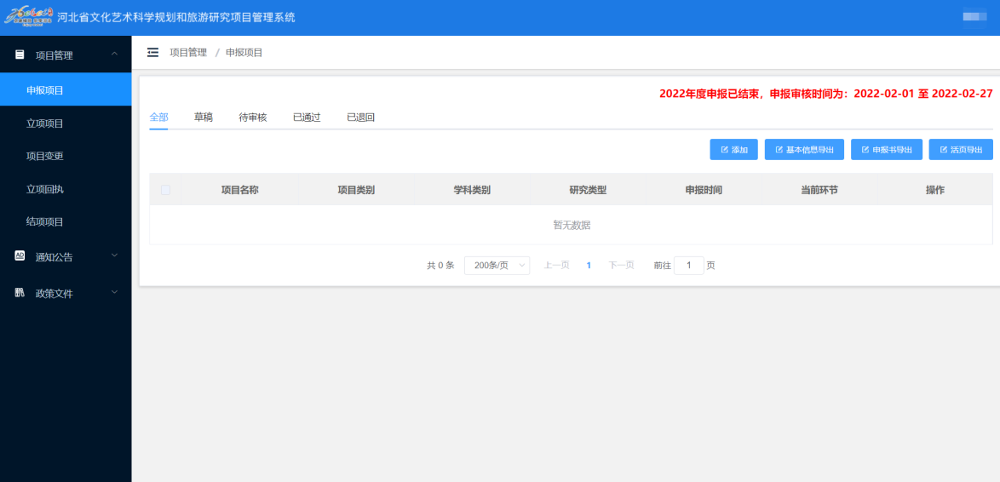 河北省文化艺术科学规划和旅游研究项目管理系统
项目管理
申报项目
立项项目
项目变更
立项回执
结项项目
AD 通知公告
政策文件
项目管理 / 申报项目
2022年度申报已结束，申报审核时间为：2022-02-01 至 2022-02-27
全部 草稿 待审核 已通过 已退回
添加 基本信息导出 申报书导出 活页导出
项目名称 项目类别 学科类别 研究类型 申报时间 当前环节 操作
暂无数据
共 0 条 200条/页 上一页 1 下一页 前往 1 页